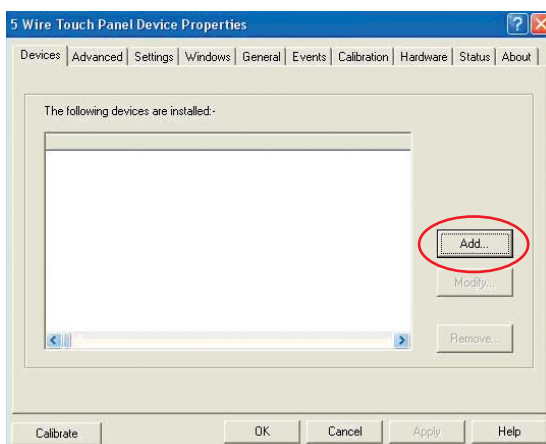 5 Wire Touch Panel Device Properties
Devices Advanced Settings Windows General Events Calibration Hardware Status About
The following devices are installed:-
Add...
Modify...
Remove...
Calibrate OK Cancel Apply Help